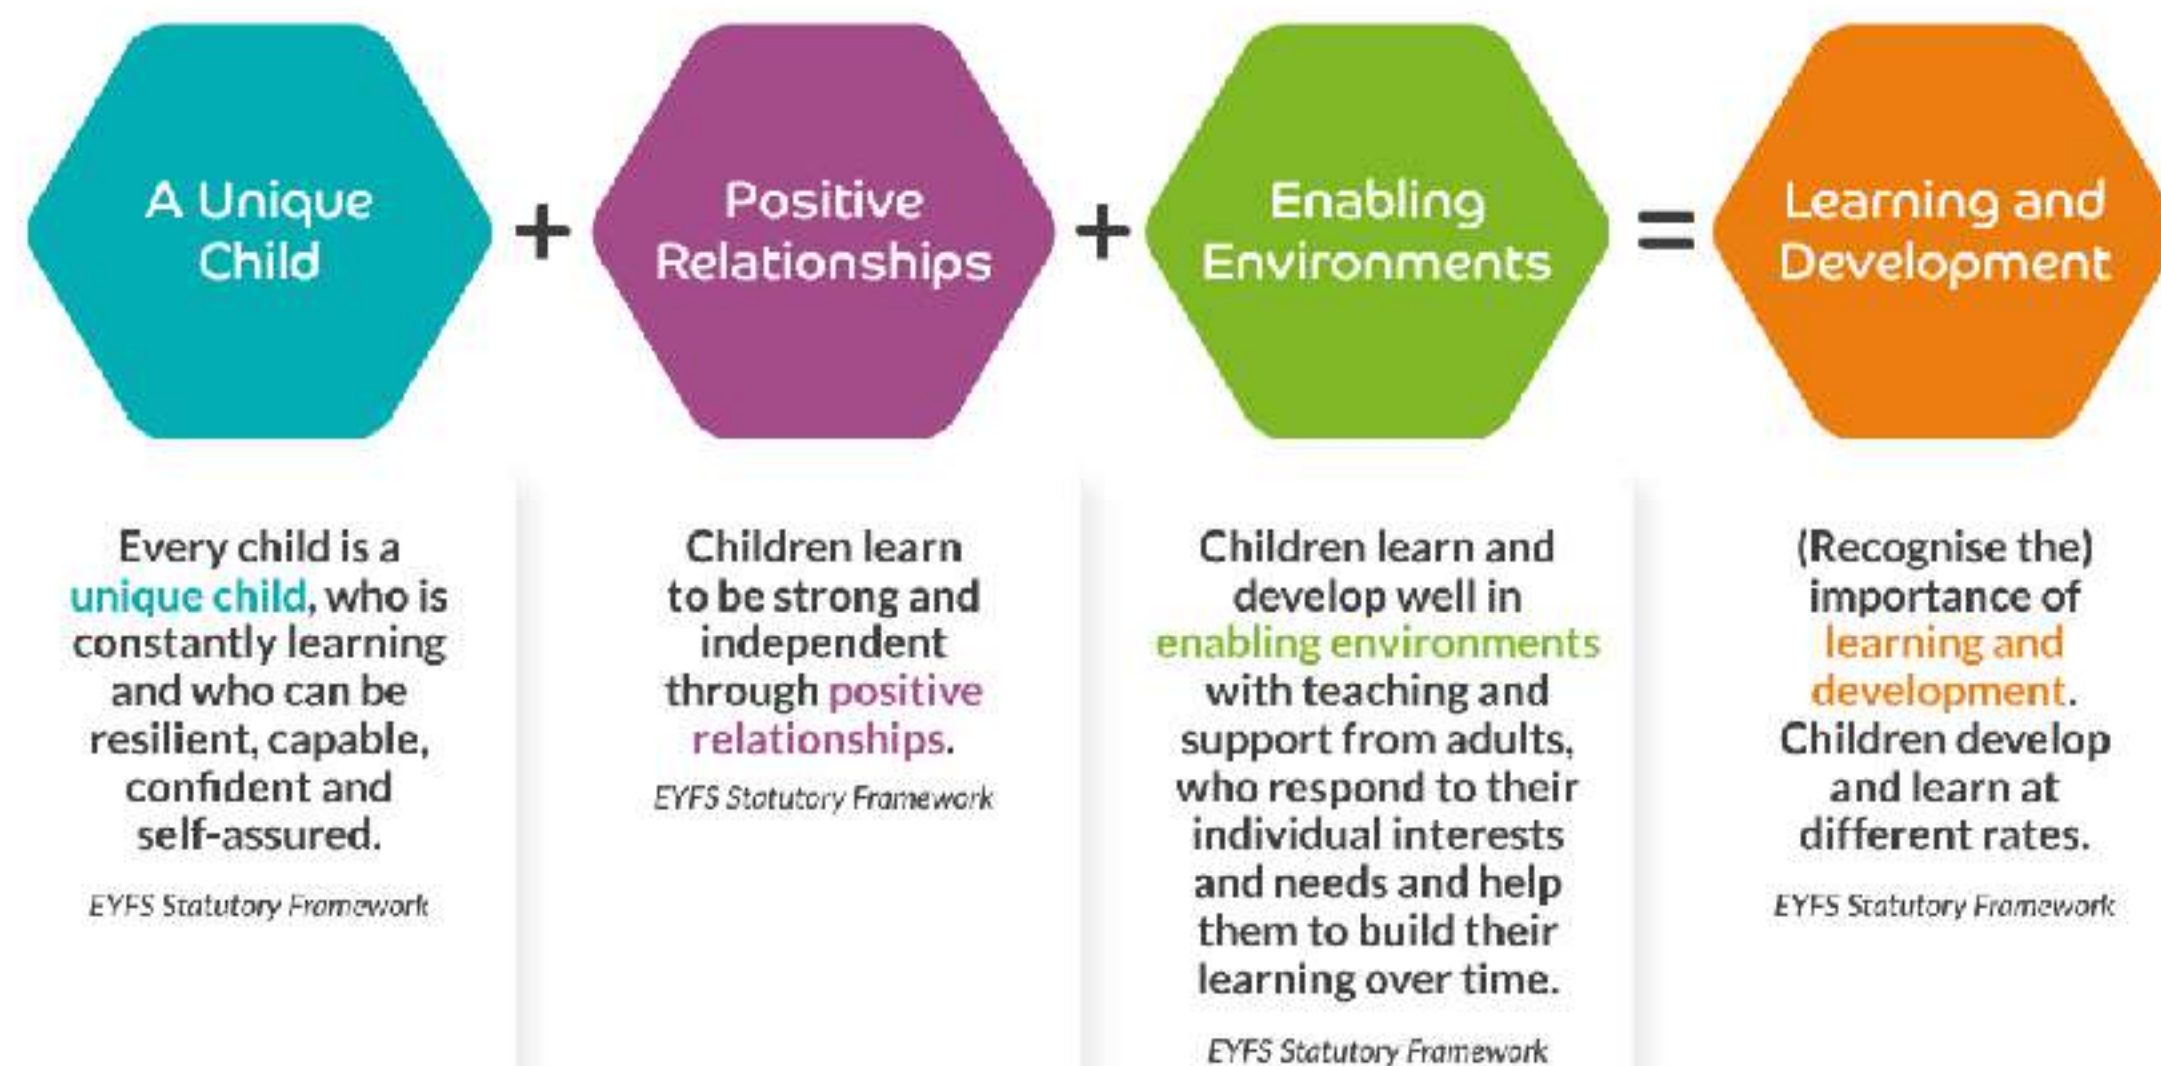 A Unique
Child
+
Positive
Relationships
+
Enabling
Environments
=
Learning and
Development
Every child is a
unique child, who is
constantly learning
and who can be
resilient, capable,
confident and
self-assured.
EYFS Statutory Framework
Children learn
to be strong and
independent
through positive
relationships.
EYFS Statutory Framework
Children learn and
develop well in
enabling environments
with teaching and
support from adults,
who respond to their
individual interests
and needs and help
them to build their
learning over time.
EYFS Statutory Framework
(Recognise the)
importance of
learning and
development.
Children develop
and learn at
different rates.
EYFS Statutory Framework